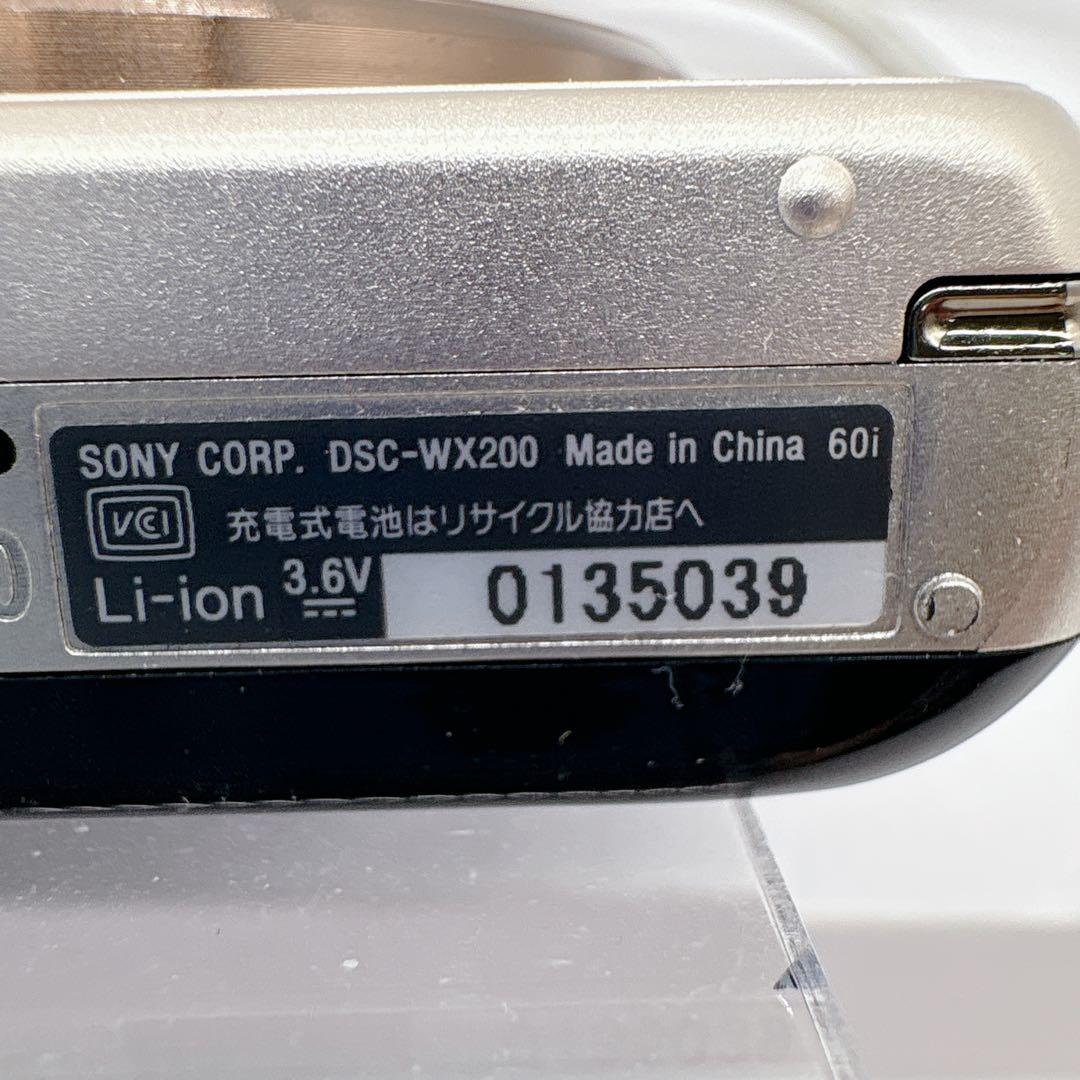 SONY CORP. DSC-WX200 Made in China 60i
VCCI 充電式電池はリサイクル協力店へ
Li-ion 3.6V 0135039